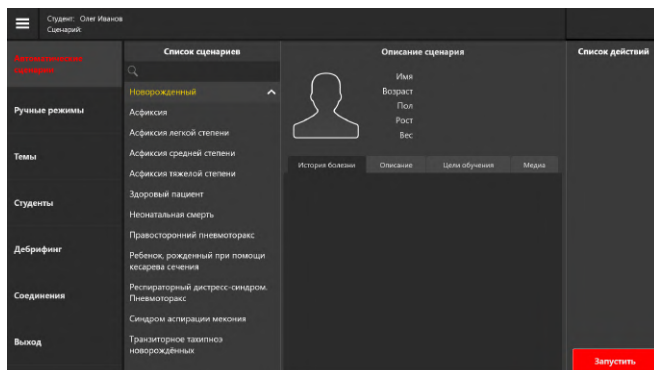 Студент: Олег Иванов
Сценарий:
Автоматические
сценарии
Ручные режимы
Темы
Студенты
Дебрифинг
Соединения
Выход
Список сценариев
Новорожденный
Асфиксия
Асфиксия легкой степени
Асфиксия средней степени
Асфиксия тяжелой степени
Здоровый пациент
Неонатальная смерть
Правосторонний пневмоторакс
Ребенок, рожденный при помощи
кесарева сечения
Респираторный дистресс-синдром.
Пневмоторакс
Синдром аспирации мекония
Транзиторное тахипноэ
новорождённых
Описание сценария
Имя
Возраст
Пол
Рост
Вес
История болезни Описание Цели обучения Медиа
Список действий
Запустить